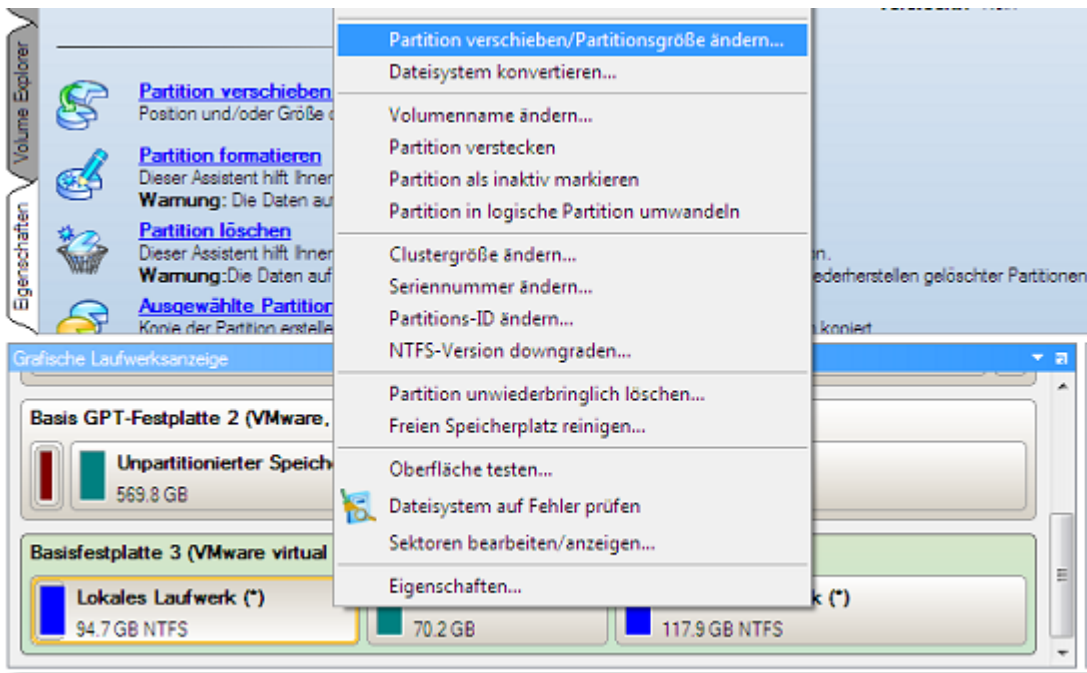 Volume Explorer
Eigenschaften
Partition verschieben
Position und/oder Größe
Partition formatieren
Dieser Assistent hilft Ihnen
Warnung: Die Daten auf
Partition löschen
Dieser Assistent hilft Ihnen
Warnung:Die Daten auf
ederherstellen gelöschter Partitionen
Ausgewählte Partition
Kopie der Partition erstelle
kopiert
Partition verschieben/Partitionsgröße ändern...
Dateisystem konvertieren...
Volumenname ändern...
Partition verstecken
Partition als inaktiv markieren
Partition in logische Partition umwandeln
Clustergröße ändern...
Seriennummer ändern...
Partitions-ID ändern...
NTFS-Version downgraden...
Partition unwiederbringlich löschen...
Freien Speicherplatz reinigen...
Oberfläche testen...
Dateisystem auf Fehler prüfen
Sektoren bearbeiten/anzeigen...
Eigenschaften...
Grafische Laufwerksanzeige
Basis GPT-Festplatte 2 (VMware,
Unpartitionierter Speiche
569.8 GB
Basisfestplatte 3 (VMware virtual
Lokales Laufwerk (*)
94.7 GB NTFS
70.2 GB
k (*)
117.9 GB NTFS